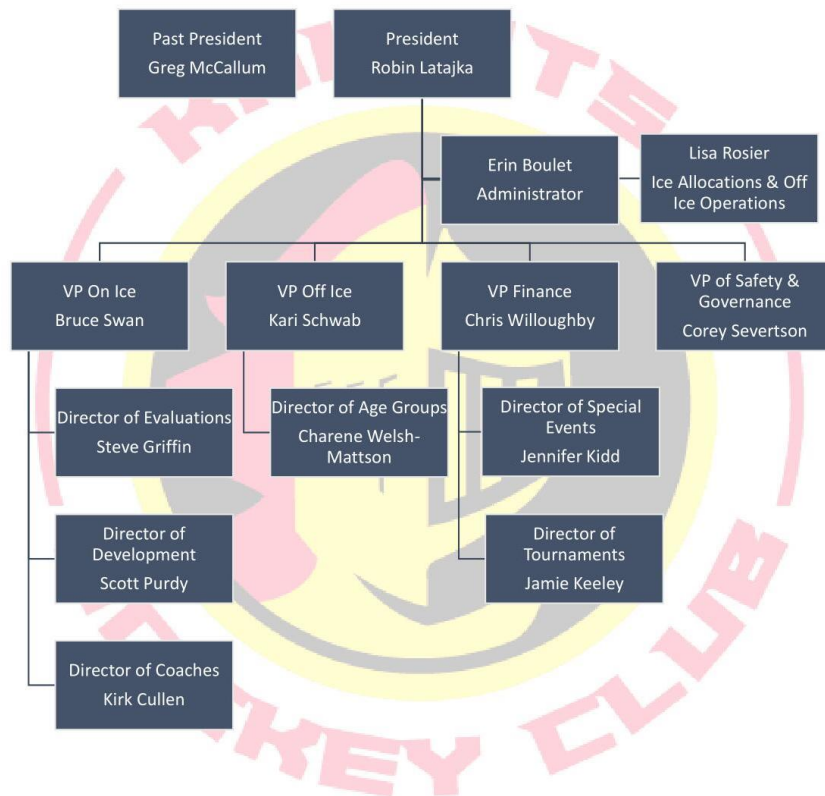 KNIGHTS
Past President
Greg McCallum
President
Robin Latajka
Erin Boulet
Administrator
Lisa Rosier
Ice Allocations & Off
Ice Operations
VP On Ice
Bruce Swan
VP Off Ice
Kari Schwab
VP Finance
Chris Willoughby
VP of Safety &
Governance
Corey Severtson
Director of Evaluations
Steve Griffin
Director of Age Groups
Charene Welsh-
Mattson
Director of Special
Events
Jennifer Kidd
Director of
Development
Scott Purdy
Director of
Tournaments
Jamie Keeley
Director of Coaches
Kirk Cullen
HOCKEY CLUB